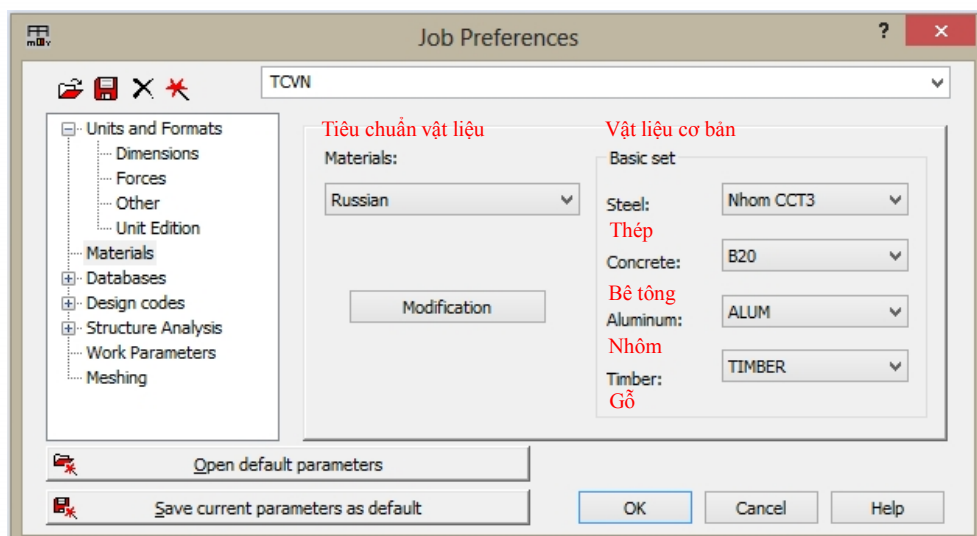 Job Preferences
?
TCVN
Units and Formats
Dimensions
Forces
Other
Unit Edition
Materials
Databases
Design codes
Structure Analysis
Work Parameters
Meshing
Tiêu chuẩn vật liệu
Materials:
Russian
Modification
Vật liệu cơ bản
Basic set
Steel:
Nhom CCT3
Thép
Concrete:
B20
Bê tông
Aluminum:
ALUM
Nhôm
Timber:
TIMBER
Gỗ
Open default parameters
Save current parameters as default
OK
Cancel
Help